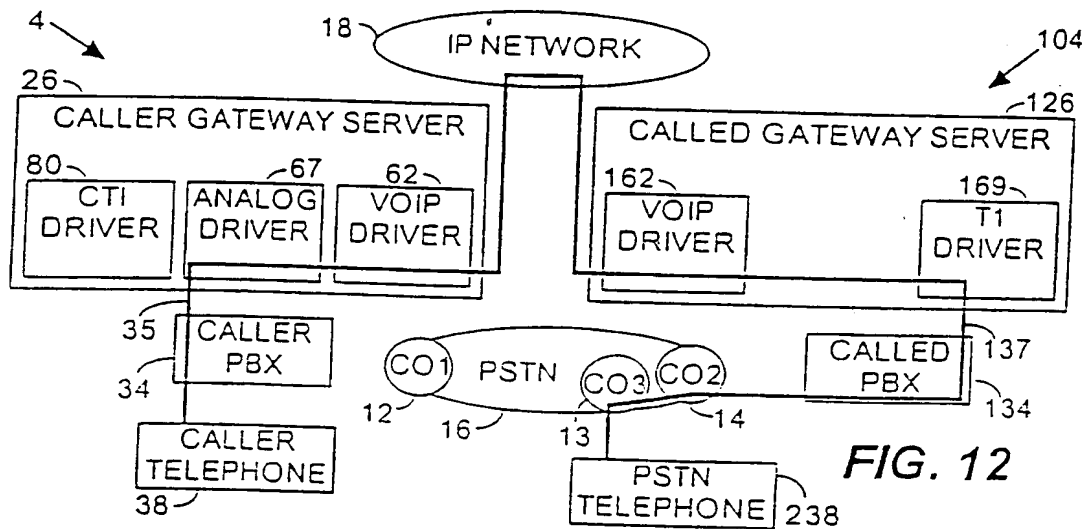 4
18
IP NETWORK
104
26
CALLER GATEWAY SERVER
80
CTI
DRIVER
67
ANALOG
DRIVER
62
VOIP
DRIVER
126
CALLED GATEWAY SERVER
162
VOIP
DRIVER
169
T1
DRIVER
35
CALLER
PBX
34
CALLER
TELEPHONE
38
CO1
PSTN
CO3
CO2
12
16
13
14
CALLED
PBX
137
134
PSTN
TELEPHONE
238
FIG. 12